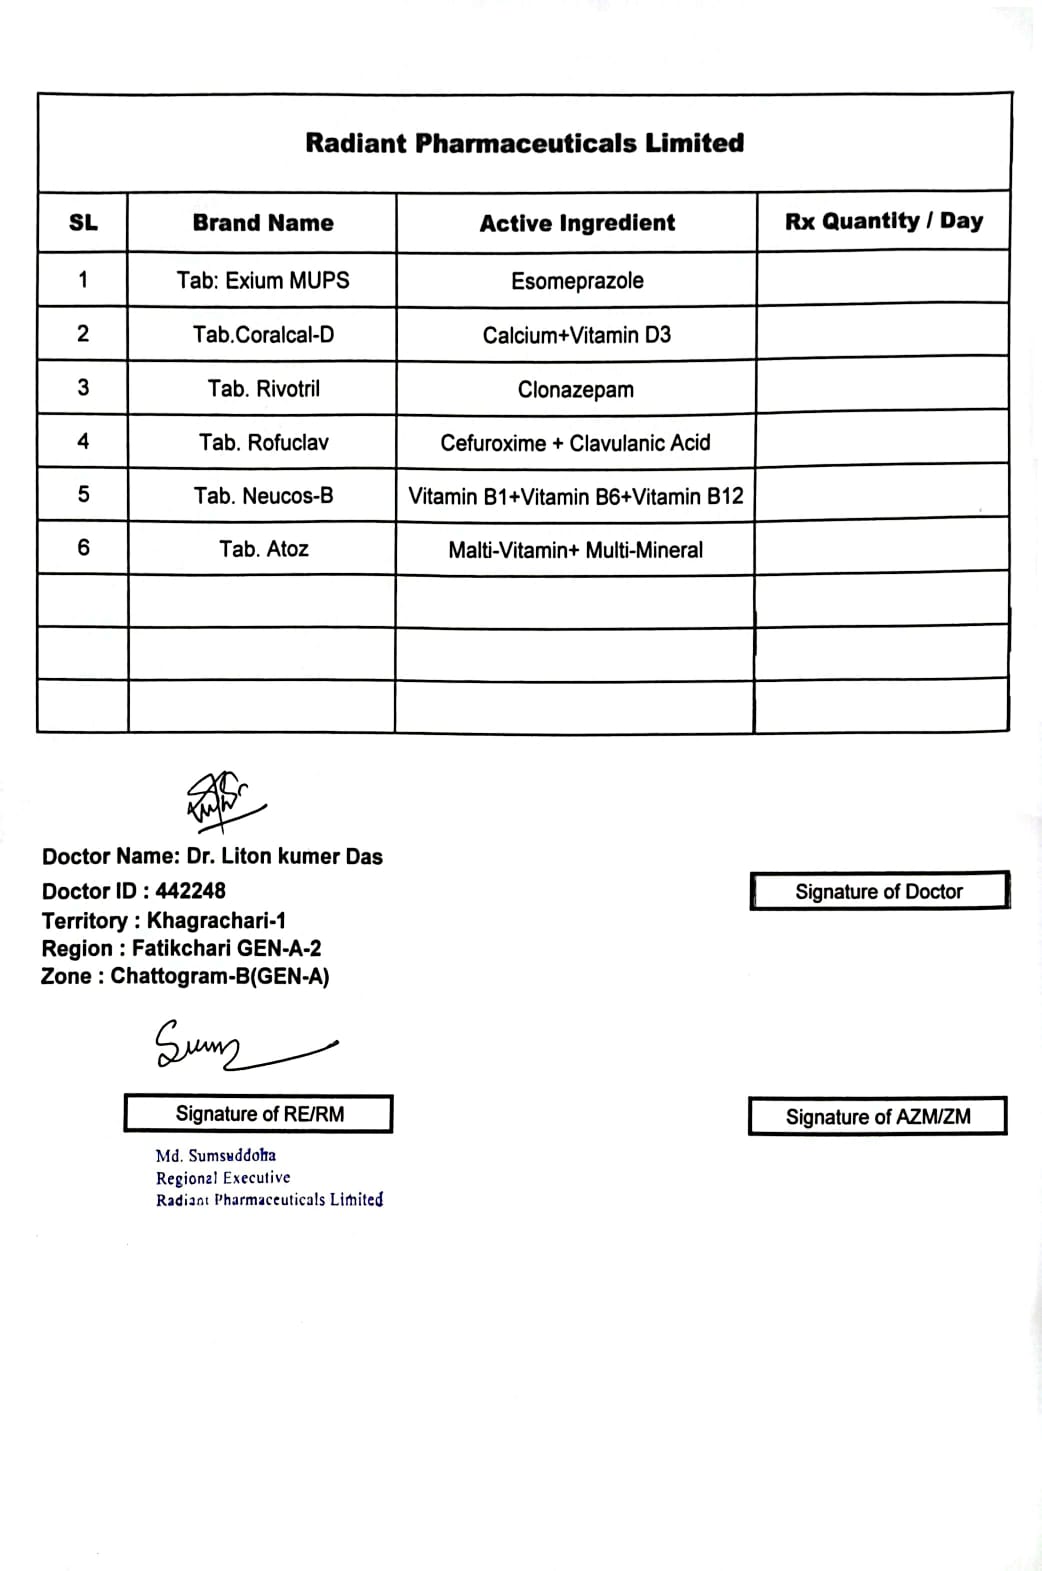 Radiant Pharmaceuticals Limited
SL Brand Name Active Ingredient Rx Quantity / Day
1 Tab: Exium MUPS Esomeprazole
2 Tab.Coralcal-D Calcium+Vitamin D3
3 Tab. Rivotril Clonazepam
4 Tab. Rofuclav Cefuroxime + Clavulanic Acid
5 Tab. Neucos-B Vitamin B1+Vitamin B6+Vitamin B12
6 Tab. Atoz Malti-Vitamin+ Multi-Mineral
Doctor Name: Dr. Liton kumer Das
Doctor ID : 442248
Signature of Doctor
Territory : Khagrachari-1
Region : Fatikchari GEN-A-2
Zone : Chattogram-B(GEN-A)
Signature of RE/RM
Signature of AZM/ZM
Md. Sumsuddoha
Regional Executive
Radiant Pharmaceuticals Limited